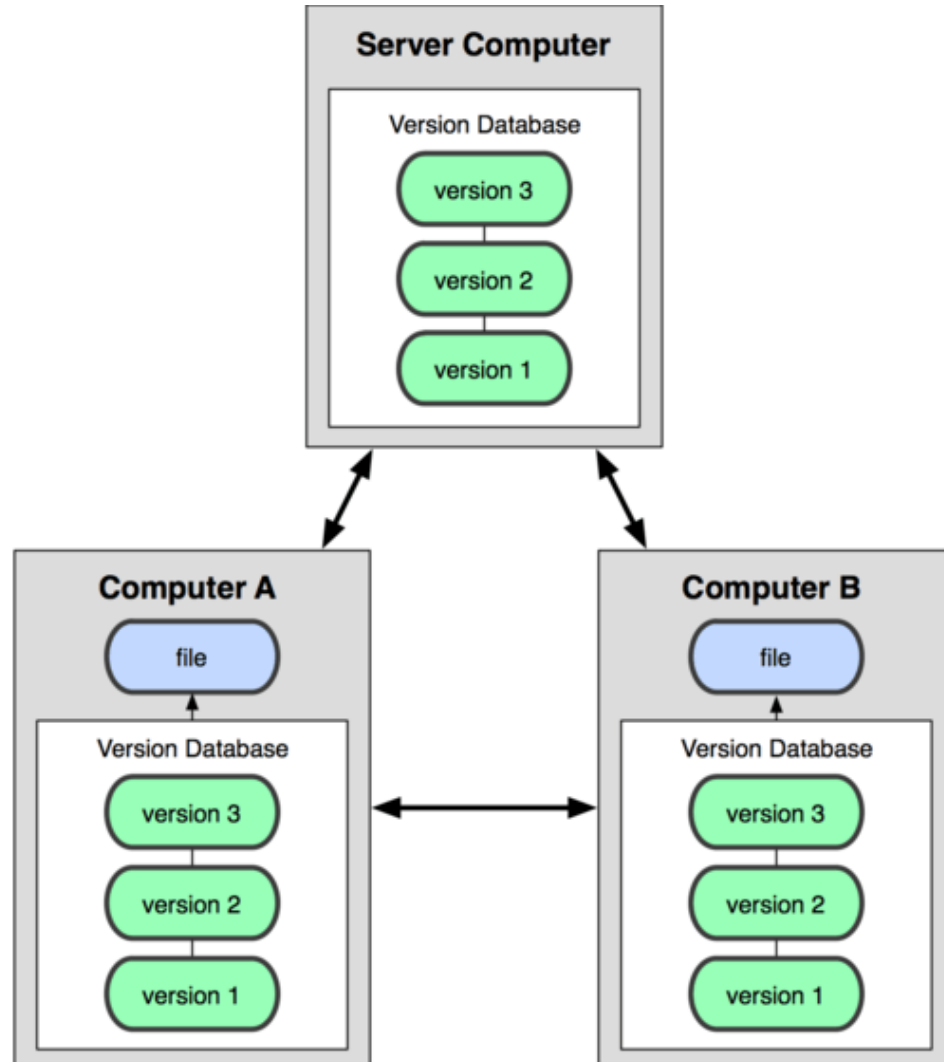 Server Computer
Version Database
version 3
version 2
version 1
Computer A
file
Version Database
version 3
version 2
version 1
Computer B
file
Version Database
version 3
version 2
version 1